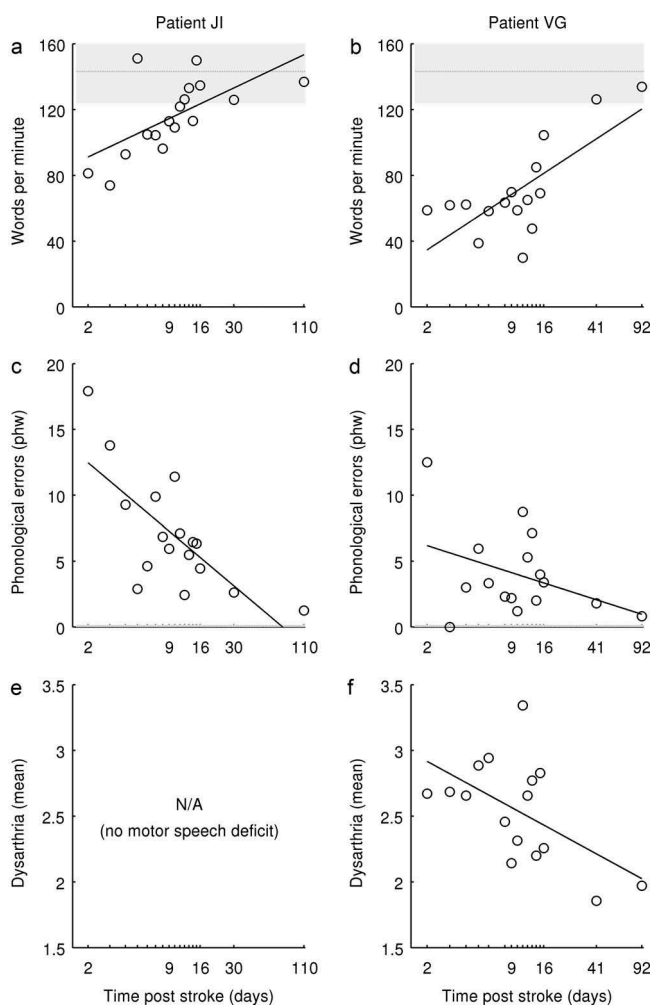 Patient JI
Patient VG
a
160
120
80
40
0
Words per minute
2 9 16 30 110
b
160
120
80
40
0
Words per minute
2 9 16 41 92
c
20
15
10
5
0
Phonological errors (phw)
2 9 16 30 110
d
20
15
10
5
0
Phonological errors (phw)
2 9 16 41 92
e
3.5
3
2.5
2
1.5
Dysarthria (mean)
N/A
(no motor speech deficit)
2 9 16 30 110
Time post stroke (days)
f
3.5
3
2.5
2
1.5
Dysarthria (mean)
2 9 16 41 92
Time post stroke (days)